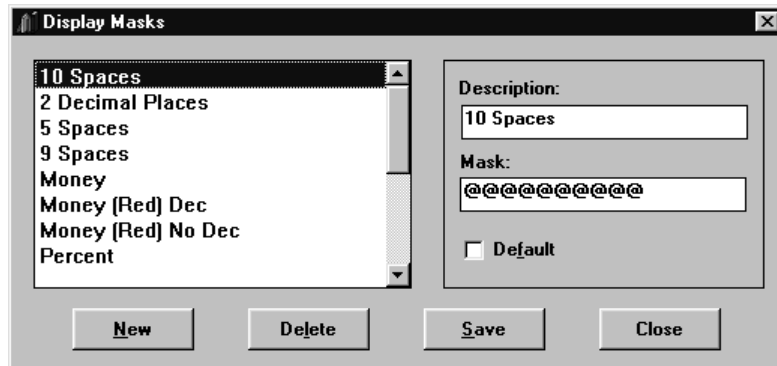 Display Masks
10 Spaces
2 Decimal Places
5 Spaces
9 Spaces
Money
Money (Red) Dec
Money (Red) No Dec
Percent
Description:
10 Spaces
Mask:
@@@@@@@@@@
Default
New
Delete
Save
Close